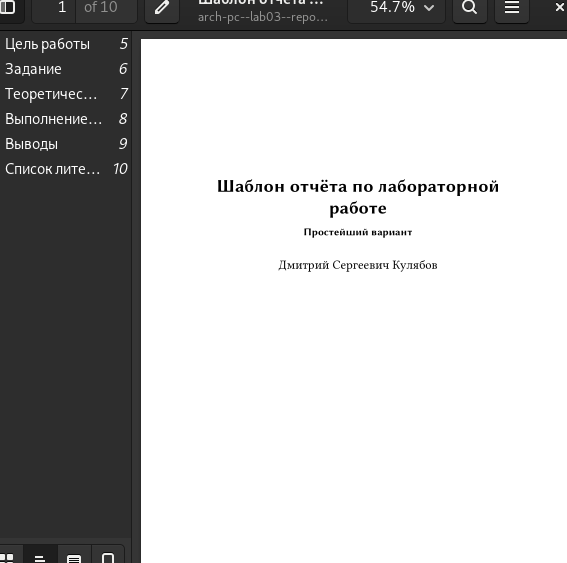 1 of 10
Шаблон отчёта ...
arch-pc--lab03--repo...
54.7%
Цель работы 5
Задание 6
Теоретичес... 7
Выполнение... 8
Выводы 9
Список лите... 10
Шаблон отчёта по лабораторной
работе
Простейший вариант
Дмитрий Сергеевич Кулябов